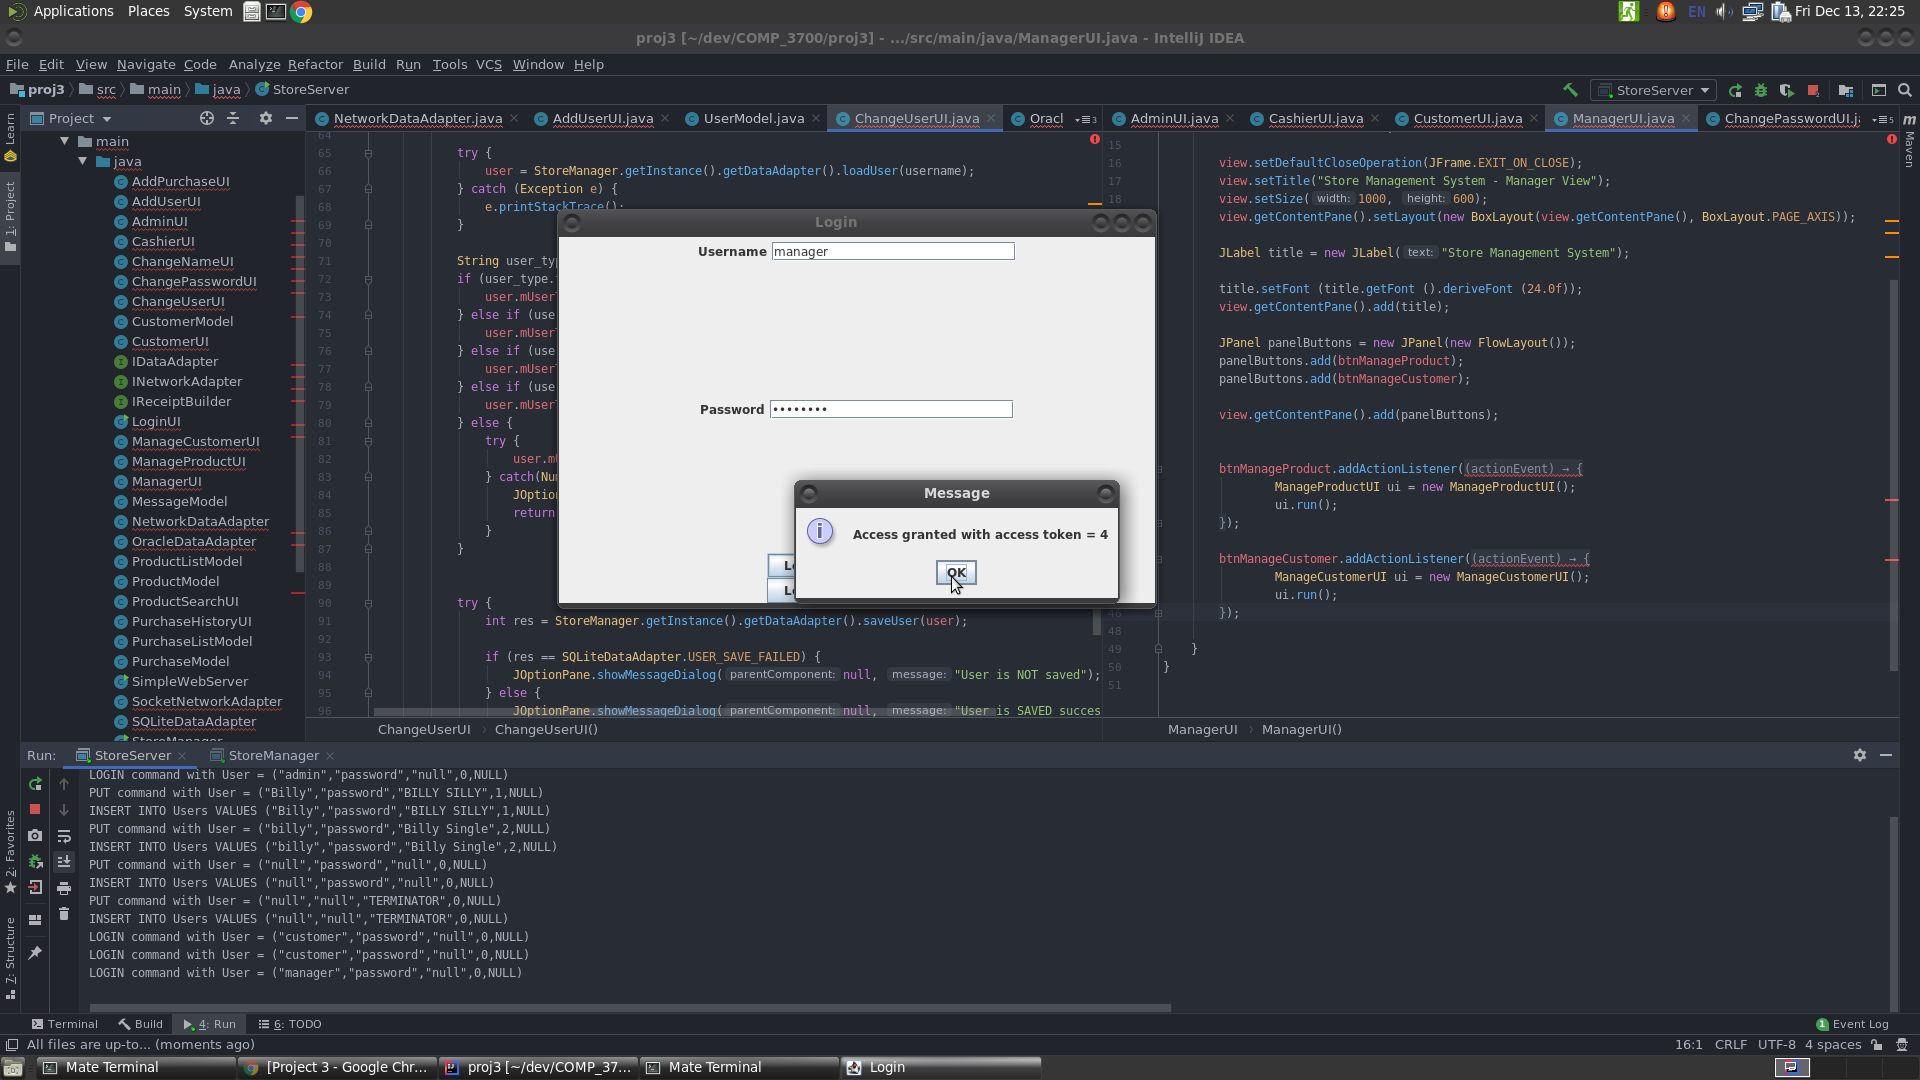 Applications Places System EN Fri Dec 13, 22:25
proj3 [~/dev/COMP_3700/proj3] - .../src/main/java/ManagerUI.java - IntelliJ IDEA
File Edit View Navigate Code Analyze Refactor Build Run Tools VCS Window Help
proj3 src main java StoreServer StoreServer
Project
NetworkDataAdapter.java AddUserUI.java UserModel.java ChangeUserUI.java Oracl 3 AdminUI.java CashierUI.java CustomerUI.java ManagerUI.java ChangePasswordUI.j 5
Learn
1: Project
2: Favorites
7: Structure
Maven
main
java
AddPurchaseUI
AddUserUI
AdminUI
CashierUI
ChangeNameUI
ChangePasswordUI
ChangeUserUI
CustomerModel
CustomerUI
IDataAdapter
INetworkAdapter
IReceiptBuilder
LoginUI
ManageCustomerUI
ManageProductUI
ManagerUI
MessageModel
NetworkDataAdapter
OracleDataAdapter
ProductListModel
ProductModel
ProductSearchUI
PurchaseHistoryUI
PurchaseListModel
PurchaseModel
SimpleWebServer
SocketNetworkAdapter
SQLiteDataAdapter
StoreManager
64
65 try {
66 user = StoreManager.getInstance().getDataAdapter().loadUser(username);
67 } catch (Exception e) {
68 e.printStackTrace();
69 }
70
71 String user_typ
72 if (user_type.
73 user.mUserT
74 } else if (use
75 user.mUserT
76 } else if (use
77 user.mUserT
78 } else if (use
79 user.mUserT
80 } else {
81 try {
82 user.mU
83 } catch(Num
84 JOption
85 return
86 }
87 }
88
89
90 try {
91 int res = StoreManager.getInstance().getDataAdapter().saveUser(user);
92
93 if (res == SQLiteDataAdapter.USER_SAVE_FAILED) {
94 JOptionPane.showMessageDialog( parentComponent: null, message: "User is NOT saved");
95 } else {
96 JOptionPane.showMessageDialog( parentComponent: null, message: "User is SAVED succes
ChangeUserUI ChangeUserUI()
Login
Username manager
Password ••••••••
Lo
Lo
Message
Access granted with access token = 4
OK
15
16 view.setDefaultCloseOperation(JFrame.EXIT_ON_CLOSE);
17 view.setTitle("Store Management System - Manager View");
18 view.setSize( width: 1000, height: 600);
view.getContentPane().setLayout(new BoxLayout(view.getContentPane(), BoxLayout.PAGE_AXIS));
JLabel title = new JLabel( text: "Store Management System");
title.setFont (title.getFont ().deriveFont (24.0f));
view.getContentPane().add(title);
JPanel panelButtons = new JPanel(new FlowLayout());
panelButtons.add(btnManageProduct);
panelButtons.add(btnManageCustomer);
view.getContentPane().add(panelButtons);
btnManageProduct.addActionListener((actionEvent) → {
ManageProductUI ui = new ManageProductUI();
ui.run();
});
btnManageCustomer.addActionListener((actionEvent) → {
ManageCustomerUI ui = new ManageCustomerUI();
ui.run();
});
48
49 }
50 }
51
ManagerUI ManagerUI()
Run: StoreServer StoreManager
LOGIN command with User = ("admin","password","null",0,NULL)
PUT command with User = ("Billy","password","BILLY SILLY",1,NULL)
INSERT INTO Users VALUES ("Billy","password","BILLY SILLY",1,NULL)
PUT command with User = ("billy","password","Billy Single",2,NULL)
INSERT INTO Users VALUES ("billy","password","Billy Single",2,NULL)
PUT command with User = ("null","password","null",0,NULL)
INSERT INTO Users VALUES ("null","password","null",0,NULL)
PUT command with User = ("null","null","TERMINATOR",0,NULL)
INSERT INTO Users VALUES ("null","null","TERMINATOR",0,NULL)
LOGIN command with User = ("customer","password","null",0,NULL)
LOGIN command with User = ("customer","password","null",0,NULL)
LOGIN command with User = ("manager","password","null",0,NULL)
Terminal Build 4: Run 6: TODO 1 Event Log
All files are up-to... (moments ago) 16:1 CRLF UTF-8 4 spaces
Mate Terminal [Project 3 - Google Chr... proj3 [~/dev/COMP_37... Mate Terminal Login